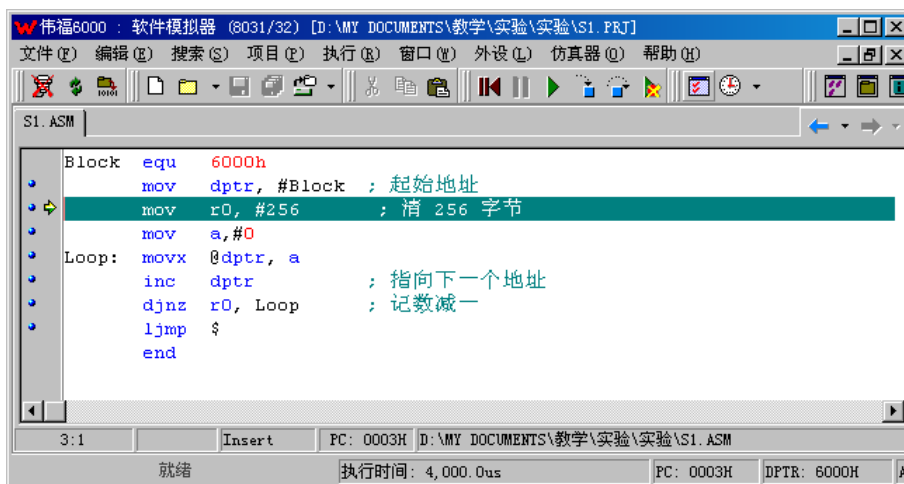 伟福6000 : 软件模拟器 (8031/32) [D:\MY DOCUMENTS\教学\实验\实验\S1.PRJ]
文件(F) 编辑(E) 搜索(S) 项目(P) 执行(R) 窗口(W) 外设(L) 仿真器(O) 帮助(H)
S1.ASM
Block equ 6000h
mov dptr, #Block ; 起始地址
mov r0, #256 ; 清 256 字节
mov a,#0
Loop: movx @dptr, a
inc dptr ; 指向下一个地址
djnz r0, Loop ; 记数减一
ljmp $
end
3:1 Insert PC: 0003H D:\MY DOCUMENTS\教学\实验\实验\S1.ASM
就绪 执行时间: 4,000.0us PC: 0003H DPTR: 6000H